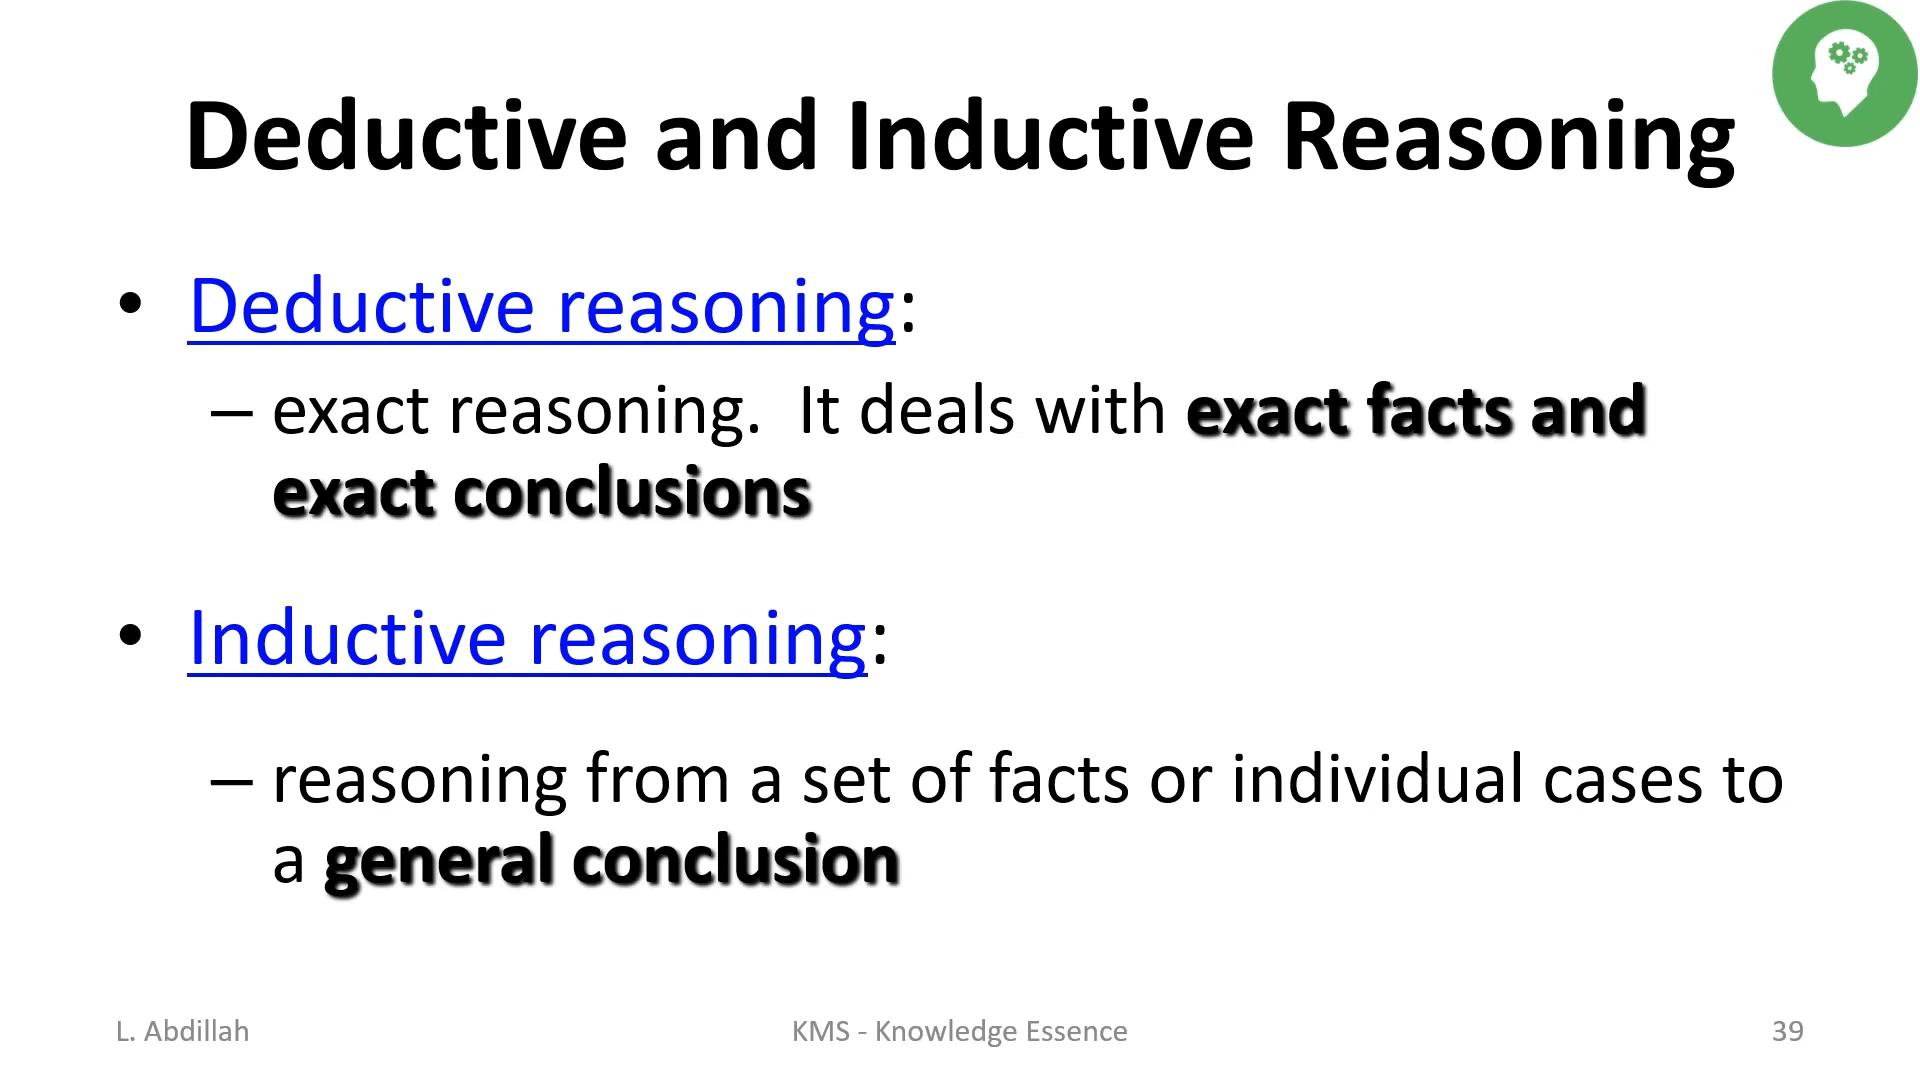 Deductive and Inductive Reasoning
• Deductive reasoning:
– exact reasoning.  It deals with exact facts and
exact conclusions
• Inductive reasoning:
– reasoning from a set of facts or individual cases to
a general conclusion
L. Abdillah
KMS - Knowledge Essence
39